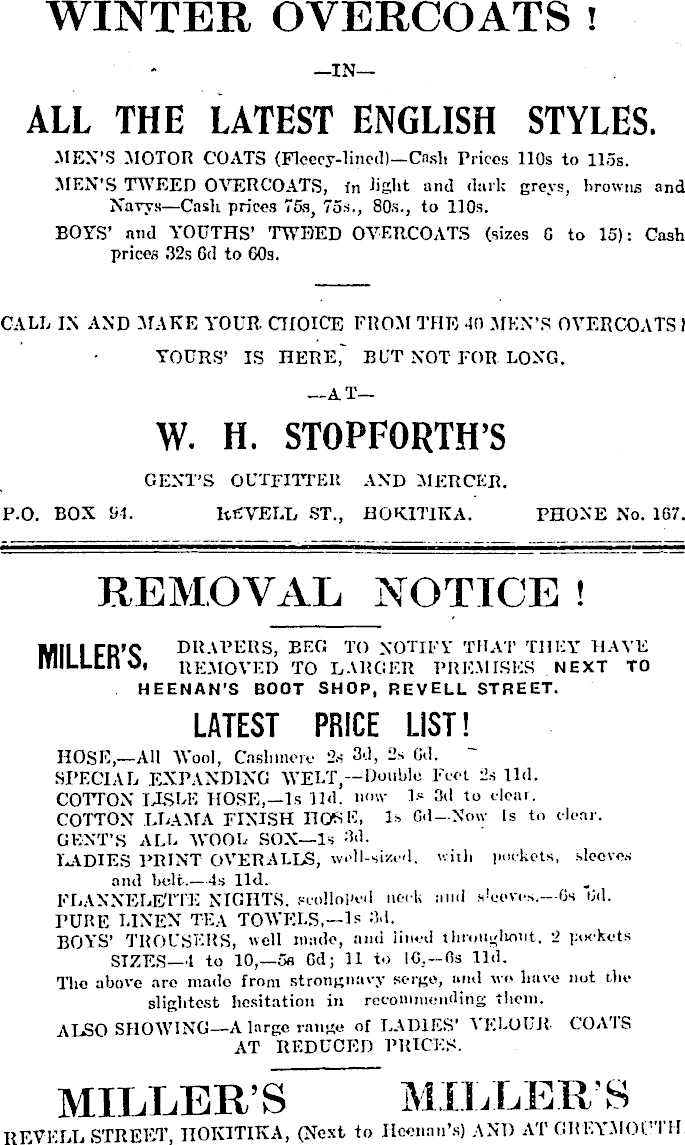 WINTER OVERCOATS !
—IN—
ALL THE LATEST ENGLISH STYLES.
MEN'S MOTOR COATS (Fleecy-lined)—Cash Prices 110s to 115s.
MEN'S TWEED OVERCOATS, in light and dark greys, browns and
Navys—Cash prices 75s, 75s., 80s., to 110s.
BOYS' and YOUTHS' TWEED OVERCOATS (sizes 6 to 15): Cash
prices 32s 6d to 60s.
CALL IN AND MAKE YOUR CHOICE FROM THE 40 MEN'S OVERCOATS!
YOURS' IS HERE, BUT NOT FOR LONG.
—AT—
W. H. STOPFORTH'S
GENT'S OUTFITTER AND MERCER.
P.O. BOX 94. REVELL ST., HOKITIKA. PHONE No. 167.
REMOVAL NOTICE !
MILLER'S, DRAPERS, BEG TO NOTIFY THAT THEY HAVE
REMOVED TO LARGER PREMISES NEXT TO
HEENAN'S BOOT SHOP, REVELL STREET.
LATEST PRICE LIST!
HOSE,—All Wool, Cashmere 2s 3d, 2s 6d.
SPECIAL EXPANDING WELT,—Double Feet 2s 11d.
COTTON LISLE HOSE,—1s 11d. now 1s 3d to clear.
COTTON LLAMA FINISH HOSE, 1s 6d—Now 1s to clear.
GENT'S ALL WOOL SOX—1s 3d.
LADIES PRINT OVERALLS, well-sized, with pockets, sleeves
and belt.—4s 11d.
FLANNELETTE NIGHTS. scolloped neck and sleeves.—6s 6d.
PURE LINEN TEA TOWELS,—1s 3d.
BOYS' TROUSERS, well made, and lined throughout. 2 pockets
SIZES—4 to 10,—5s 6d; 11 to 16,—6s 11d.
The above are made from strongnavy serge, and we have not the
slightest hesitation in recommending them.
ALSO SHOWING—A large range of LADIES' VELOUR COATS
AT REDUCED PRICES.
MILLER'S MILLER'S
REVELL STREET, HOKITIKA, (Next to Heenan's) AND AT GREYMOUTH